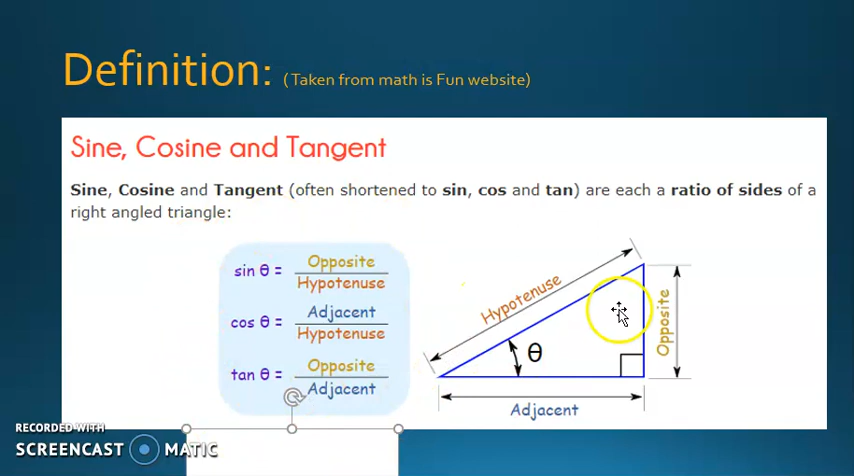 Definition: (Taken from math is Fun website)
Sine, Cosine and Tangent
Sine, Cosine and Tangent (often shortened to sin, cos and tan) are each a ratio of sides of a
right angled triangle:
sin θ = Opposite
Hypotenuse
cos θ = Adjacent
Hypotenuse
tan θ = Opposite
Adjacent
Hypotenuse
Opposite
θ
Adjacent
RECORDED WITH
SCREENCAST MATIC